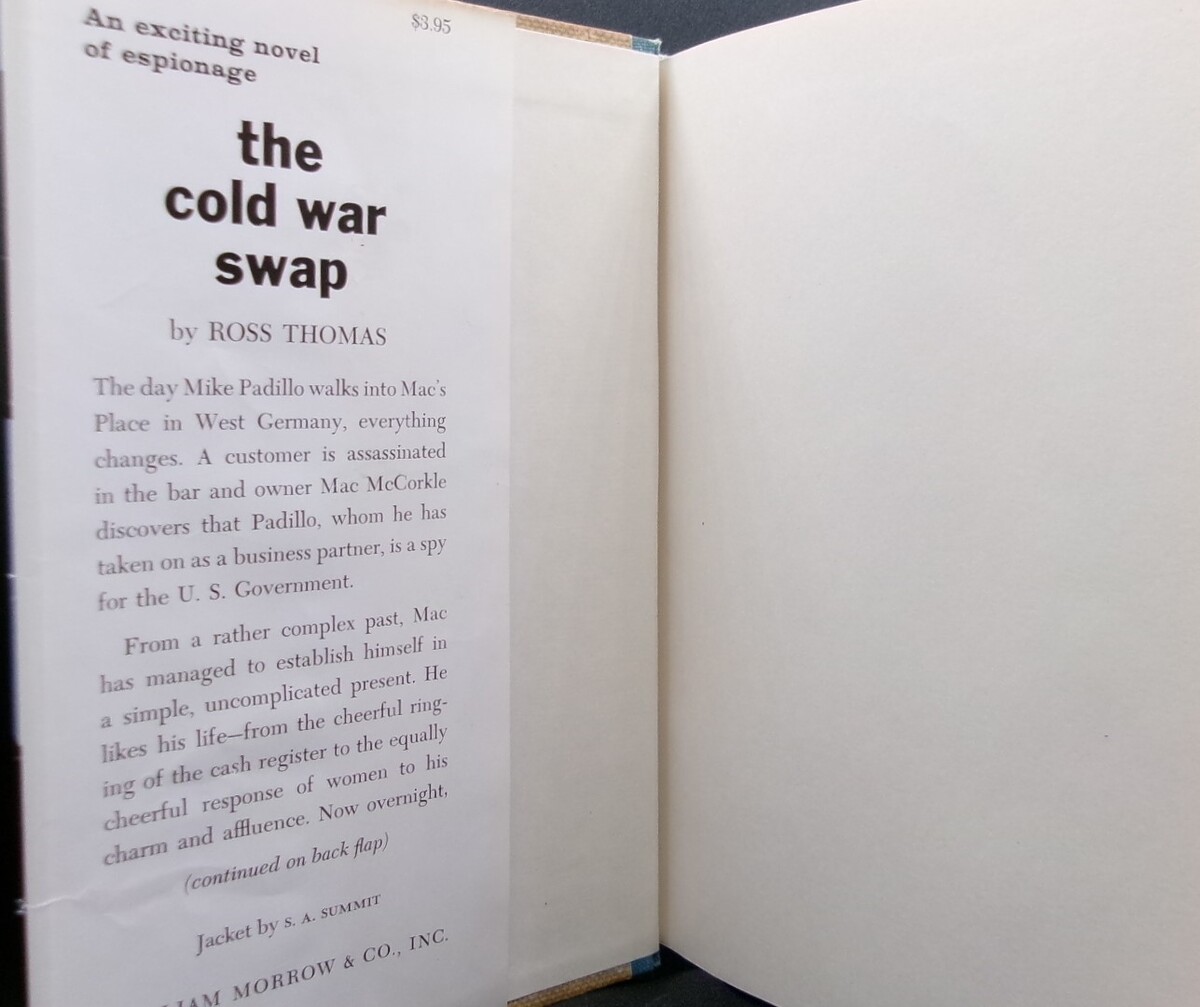 $3.95
An exciting novel
of espionage
the
cold war
swap
by ROSS THOMAS
The day Mike Padillo walks into Mac's
Place in West Germany, everything
changes. A customer is assassinated
in the bar and owner Mac McCorkle
discovers that Padillo, whom he has
taken on as a business partner, is a spy
for the U. S. Government.
From a rather complex past, Mac
has managed to establish himself in
a simple, uncomplicated present. He
likes his life—from the cheerful ring-
ing of the cash register to the equally
cheerful response of women to his
charm and affluence. Now overnight,
(continued on back flap)
Jacket by S. A. SUMMIT
MORROW & CO., INC.